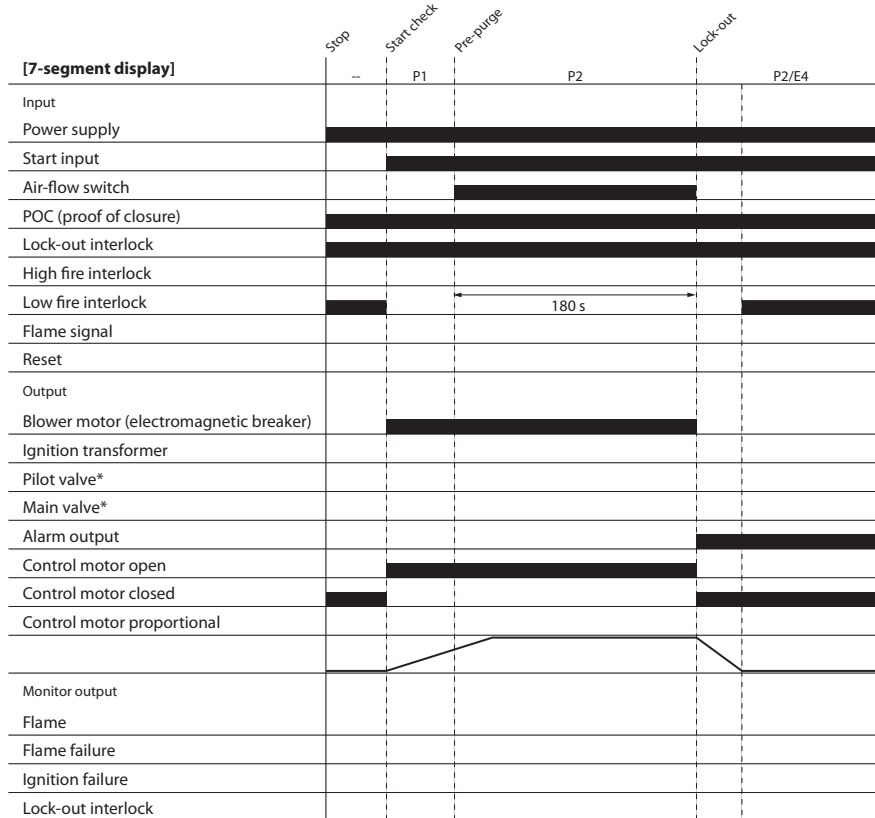 Stop
Start check
Pre-purge
Lock-out
[7-segment display]
-- P1 P2 P2/E4
Input
Power supply
Start input
Air-flow switch
POC (proof of closure)
Lock-out interlock
High fire interlock
Low fire interlock
180 s
Flame signal
Reset
Output
Blower motor (electromagnetic breaker)
Ignition transformer
Pilot valve*
Main valve*
Alarm output
Control motor open
Control motor closed
Control motor proportional
Monitor output
Flame
Flame failure
Ignition failure
Lock-out interlock